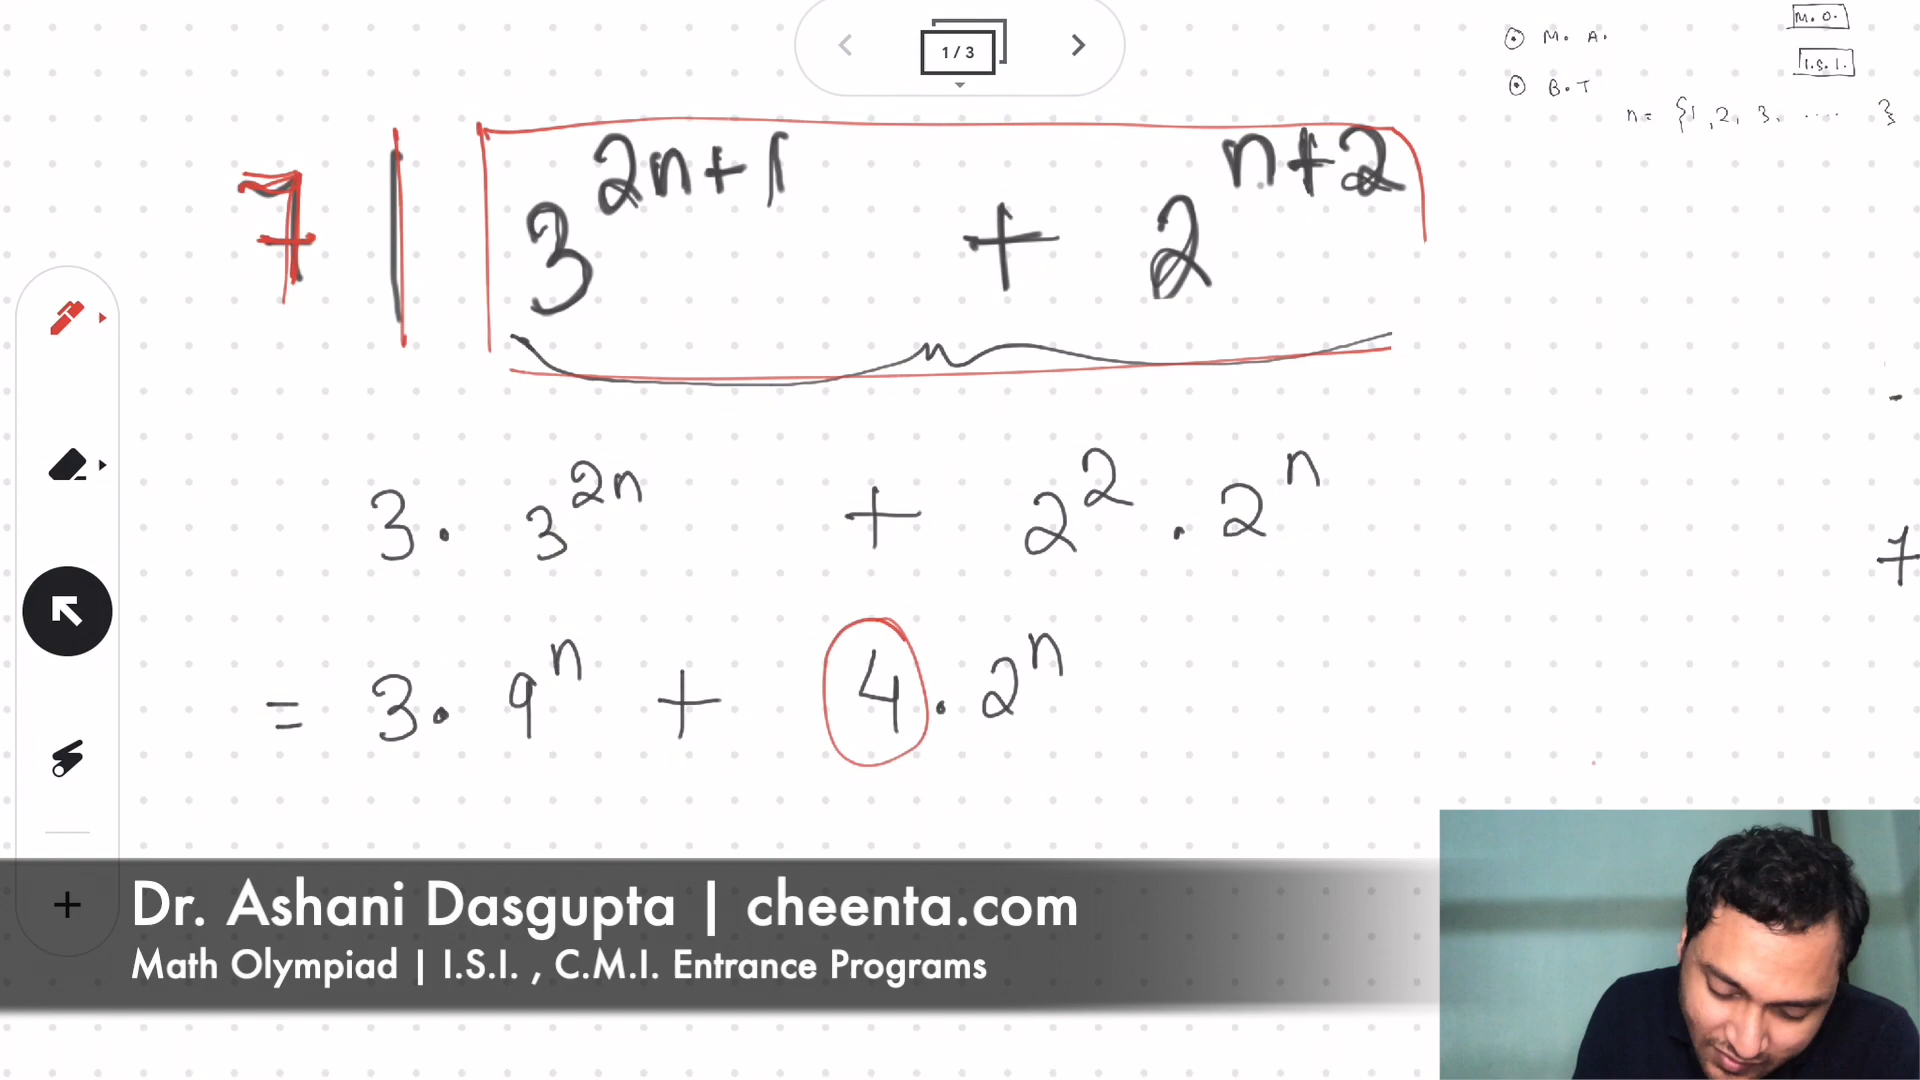 1 / 3
M. O.
⊙ M. A.
I.S.I.
⊙ B.T
n = {1, 2, 3, .... }
7 | 3^{2n+1} + 2^{n+2}
3 · 3^{2n} + 2^2 · 2^n
= 3 · 9^n + 4 · 2^n
Dr. Ashani Dasgupta | cheenta.com
Math Olympiad | I.S.I. , C.M.I. Entrance Programs